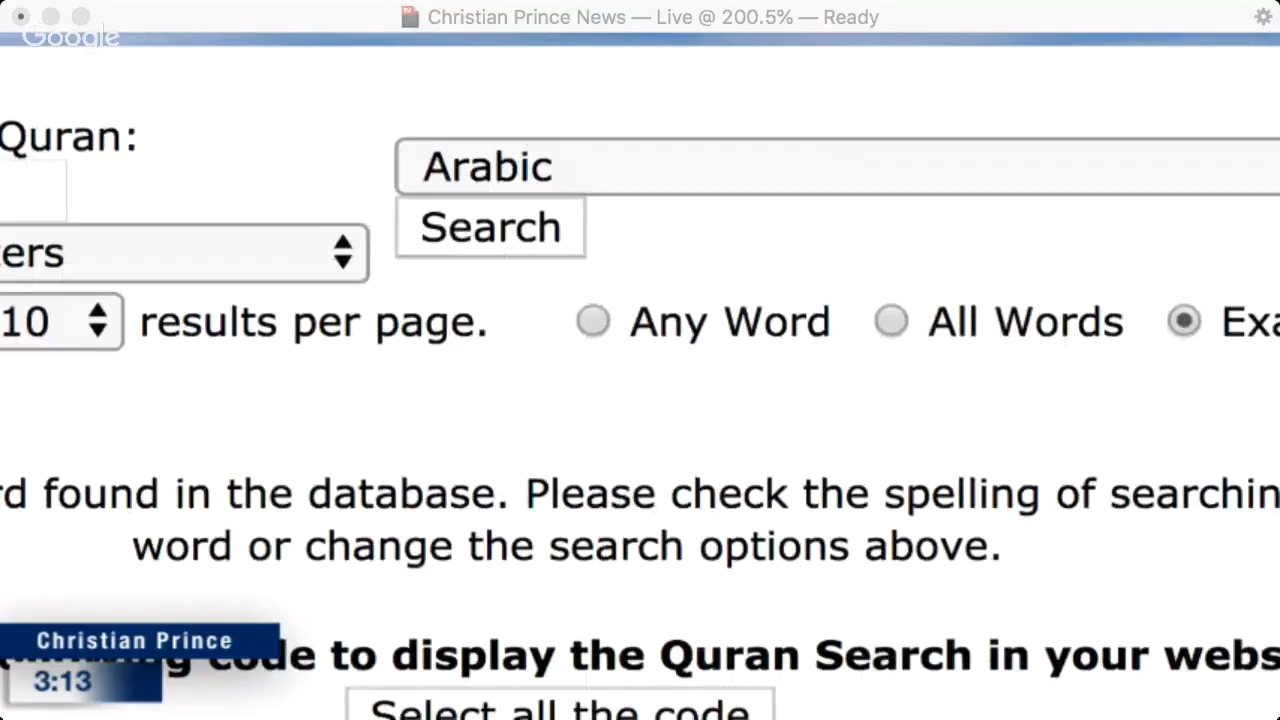 Christian Prince News — Live @ 200.5% — Ready
Google
Quran:
Arabic
Search
ers
10 results per page. Any Word All Words Exa
d found in the database. Please check the spelling of searchin
word or change the search options above.
Christian Prince
code to display the Quran Search in your webs
3:13
Select all the code